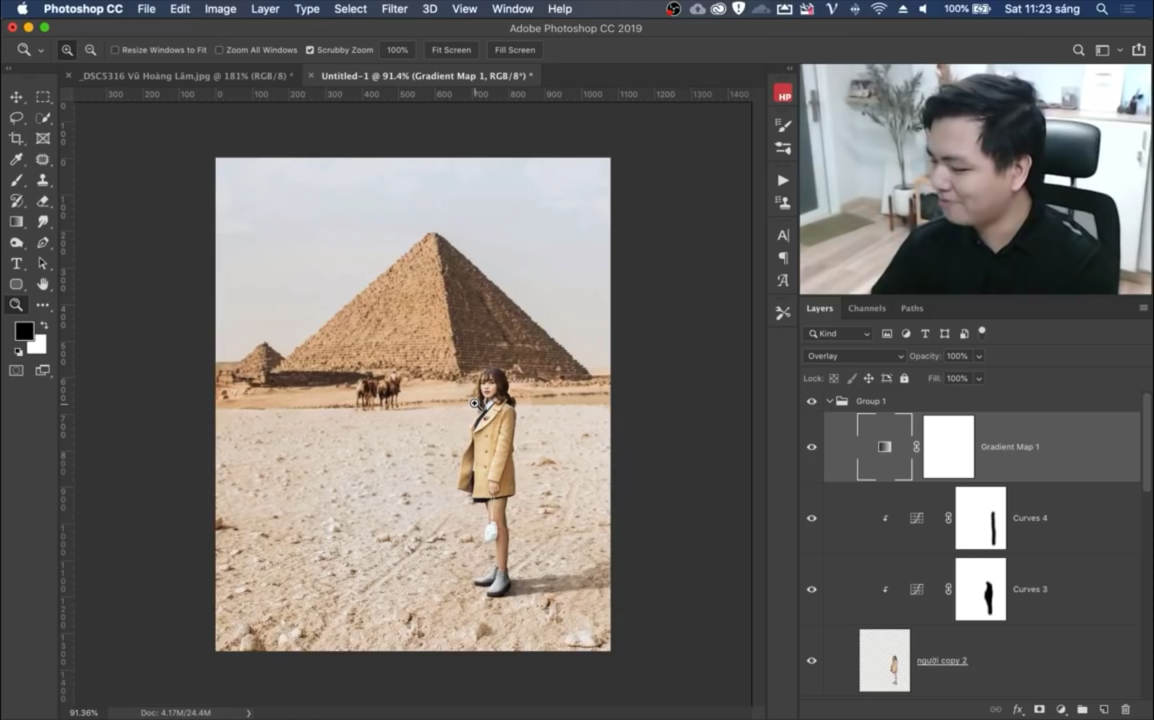 Photoshop CC File Edit Image Layer Type Select Filter 3D View Window Help 100% Sat 11:23 sáng
Adobe Photoshop CC 2019
Resize Windows to Fit Zoom All Windows Scrubby Zoom 100% Fit Screen Fill Screen
_DSC5316 Vũ Hoàng Lâm.jpg @ 181% (RGB/8) * Untitled-1 @ 91.4% (Gradient Map 1, RGB/8*) *
300 200 100 0 100 200 300 400 500 600 700 800 900 1000 1100 1200 1300 1400
HP
Layers Channels Paths
Kind
Overlay Opacity: 100%
Lock: Fill: 100%
Group 1
Gradient Map 1
Curves 4
Curves 3
người copy 2
fx
91.36% Doc: 4.17M/24.4M